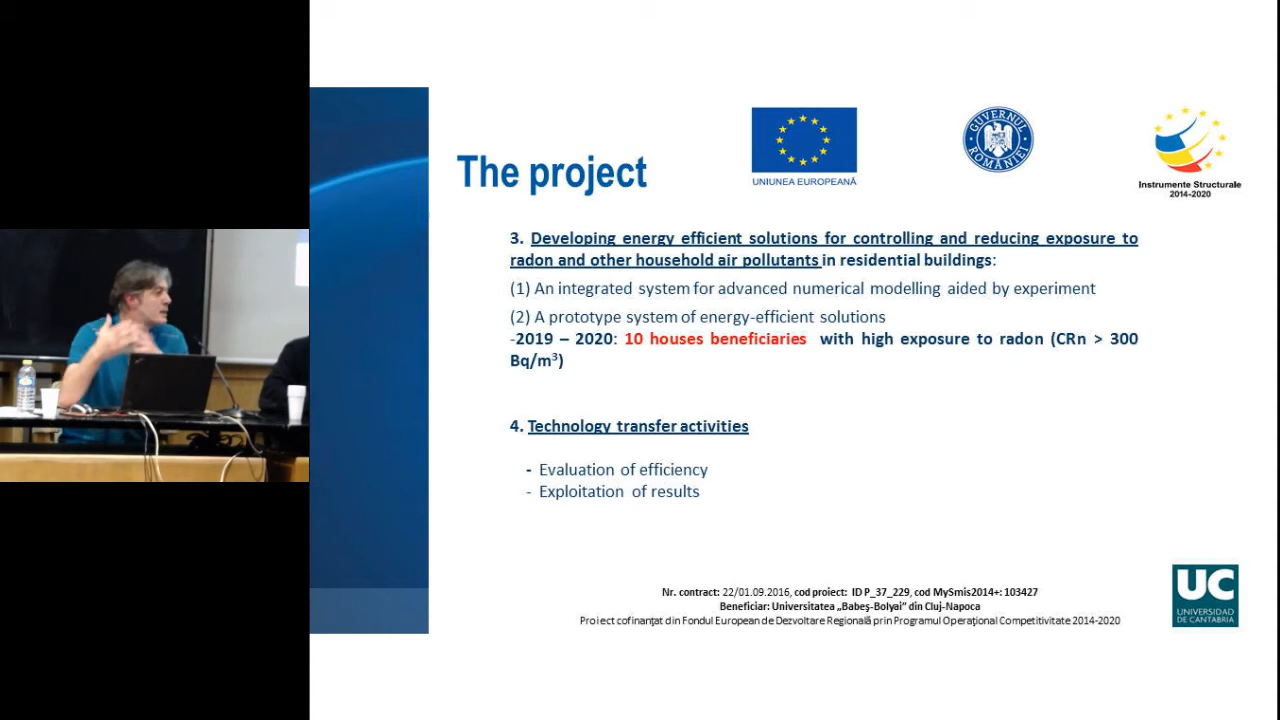 The project
UNIUNEA EUROPEANĂ
GUVERNUL ROMÂNIEI
Instrumente Structurale
2014-2020
3. Developing energy efficient solutions for controlling and reducing exposure to
radon and other household air pollutants in residential buildings:
(1) An integrated system for advanced numerical modelling aided by experiment
(2) A prototype system of energy-efficient solutions
-2019 – 2020: 10 houses beneficiaries with high exposure to radon (CRn > 300
Bq/m³)
4. Technology transfer activities
- Evaluation of efficiency
- Exploitation of results
Nr. contract: 22/01.09.2016, cod proiect: ID P_37_229, cod MySmis2014+: 103427
Beneficiar: Universitatea „Babeş-Bolyai” din Cluj-Napoca
Proiect cofinanţat din Fondul European de Dezvoltare Regională prin Programul Operaţional Competitivitate 2014-2020
UC
UNIVERSIDAD
DE CANTABRIA